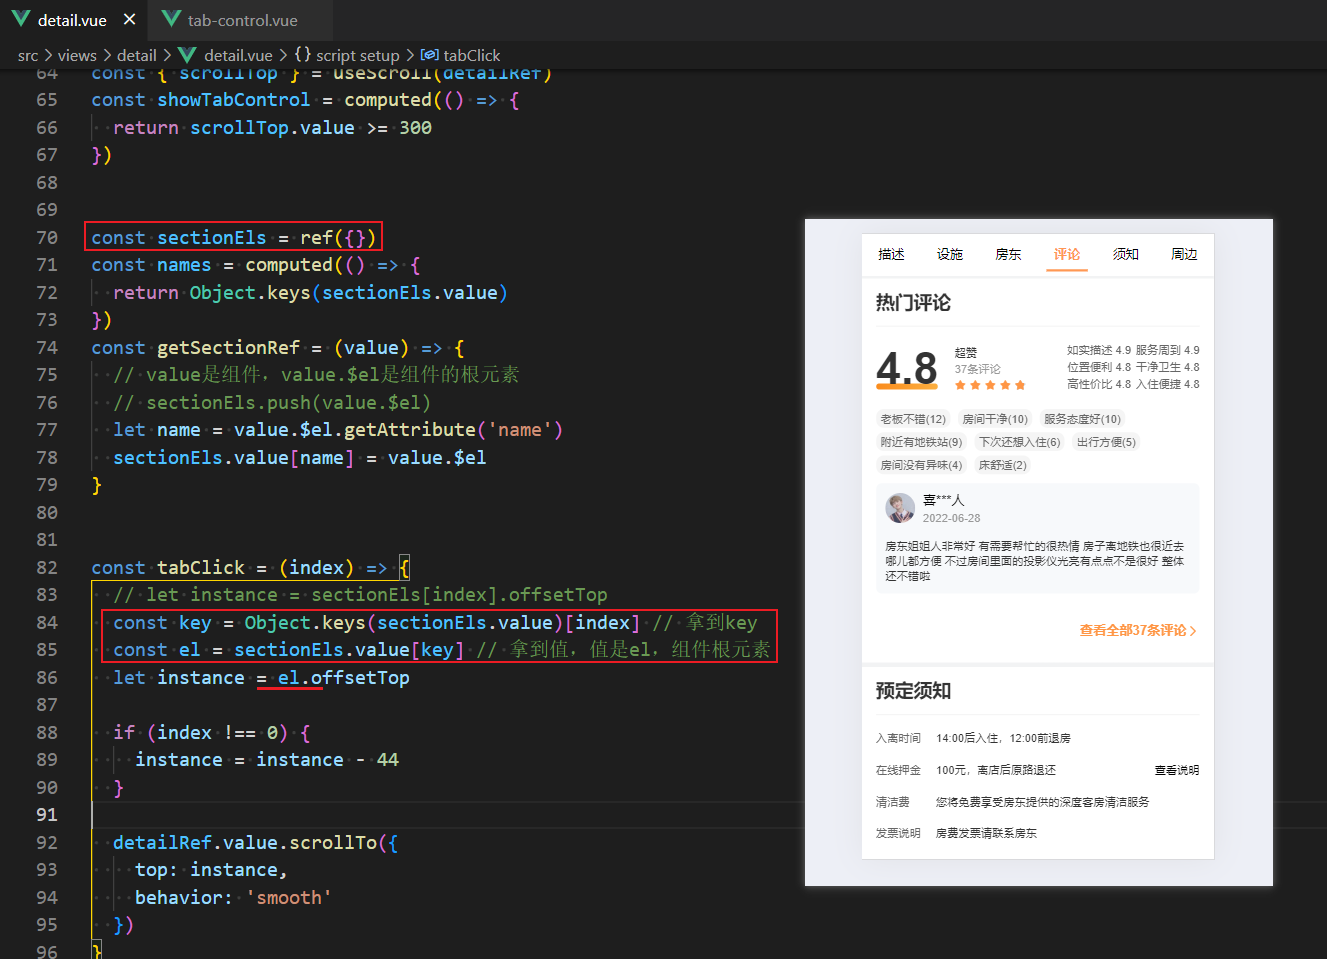 detail.vue
tab-control.vue
src > views > detail > detail.vue > {} script setup > tabClick
64 const { scrollTop } = useScroll(detailRef)
65 const showTabControl = computed(() => {
66 return scrollTop.value >= 300
67 })
68
69
70 const sectionEls = ref({})
71 const names = computed(() => {
72 return Object.keys(sectionEls.value)
73 })
74 const getSectionRef = (value) => {
75 // value是组件，value.$el是组件的根元素
76 // sectionEls.push(value.$el)
77 let name = value.$el.getAttribute('name')
78 sectionEls.value[name] = value.$el
79 }
80
81
82 const tabClick = (index) => {
83 // let instance = sectionEls[index].offsetTop
84 const key = Object.keys(sectionEls.value)[index] // 拿到key
85 const el = sectionEls.value[key] // 拿到值，值是el，组件根元素
86 let instance = el.offsetTop
87
88 if (index !== 0) {
89 instance = instance - 44
90 }
91
92 detailRef.value.scrollTo({
93 top: instance,
94 behavior: 'smooth'
95 })
96 }
描述 设施 房东 评论 须知 周边
热门评论
4.8
超赞
37条评论
如实描述 4.9 服务周到 4.9
位置便利 4.8 干净卫生 4.8
高性价比 4.8 入住便捷 4.8
老板不错(12) 房间干净(10) 服务态度好(10)
附近有地铁站(9) 下次还想入住(6) 出行方便(5)
房间没有异味(4) 床舒适(2)
喜***人
2022-06-28
房东姐姐人非常好 有需要帮忙的很热情 房子离地铁也很近去
哪儿都方便 不过房间里面的投影仪光亮有点点不是很好 整体
还不错啦
查看全部37条评论 >
预定须知
入离时间 14:00后入住，12:00前退房
在线押金 100元，离店后原路退还 查看说明
清洁费 您将免费享受房东提供的深度客房清洁服务
发票说明 房费发票请联系房东